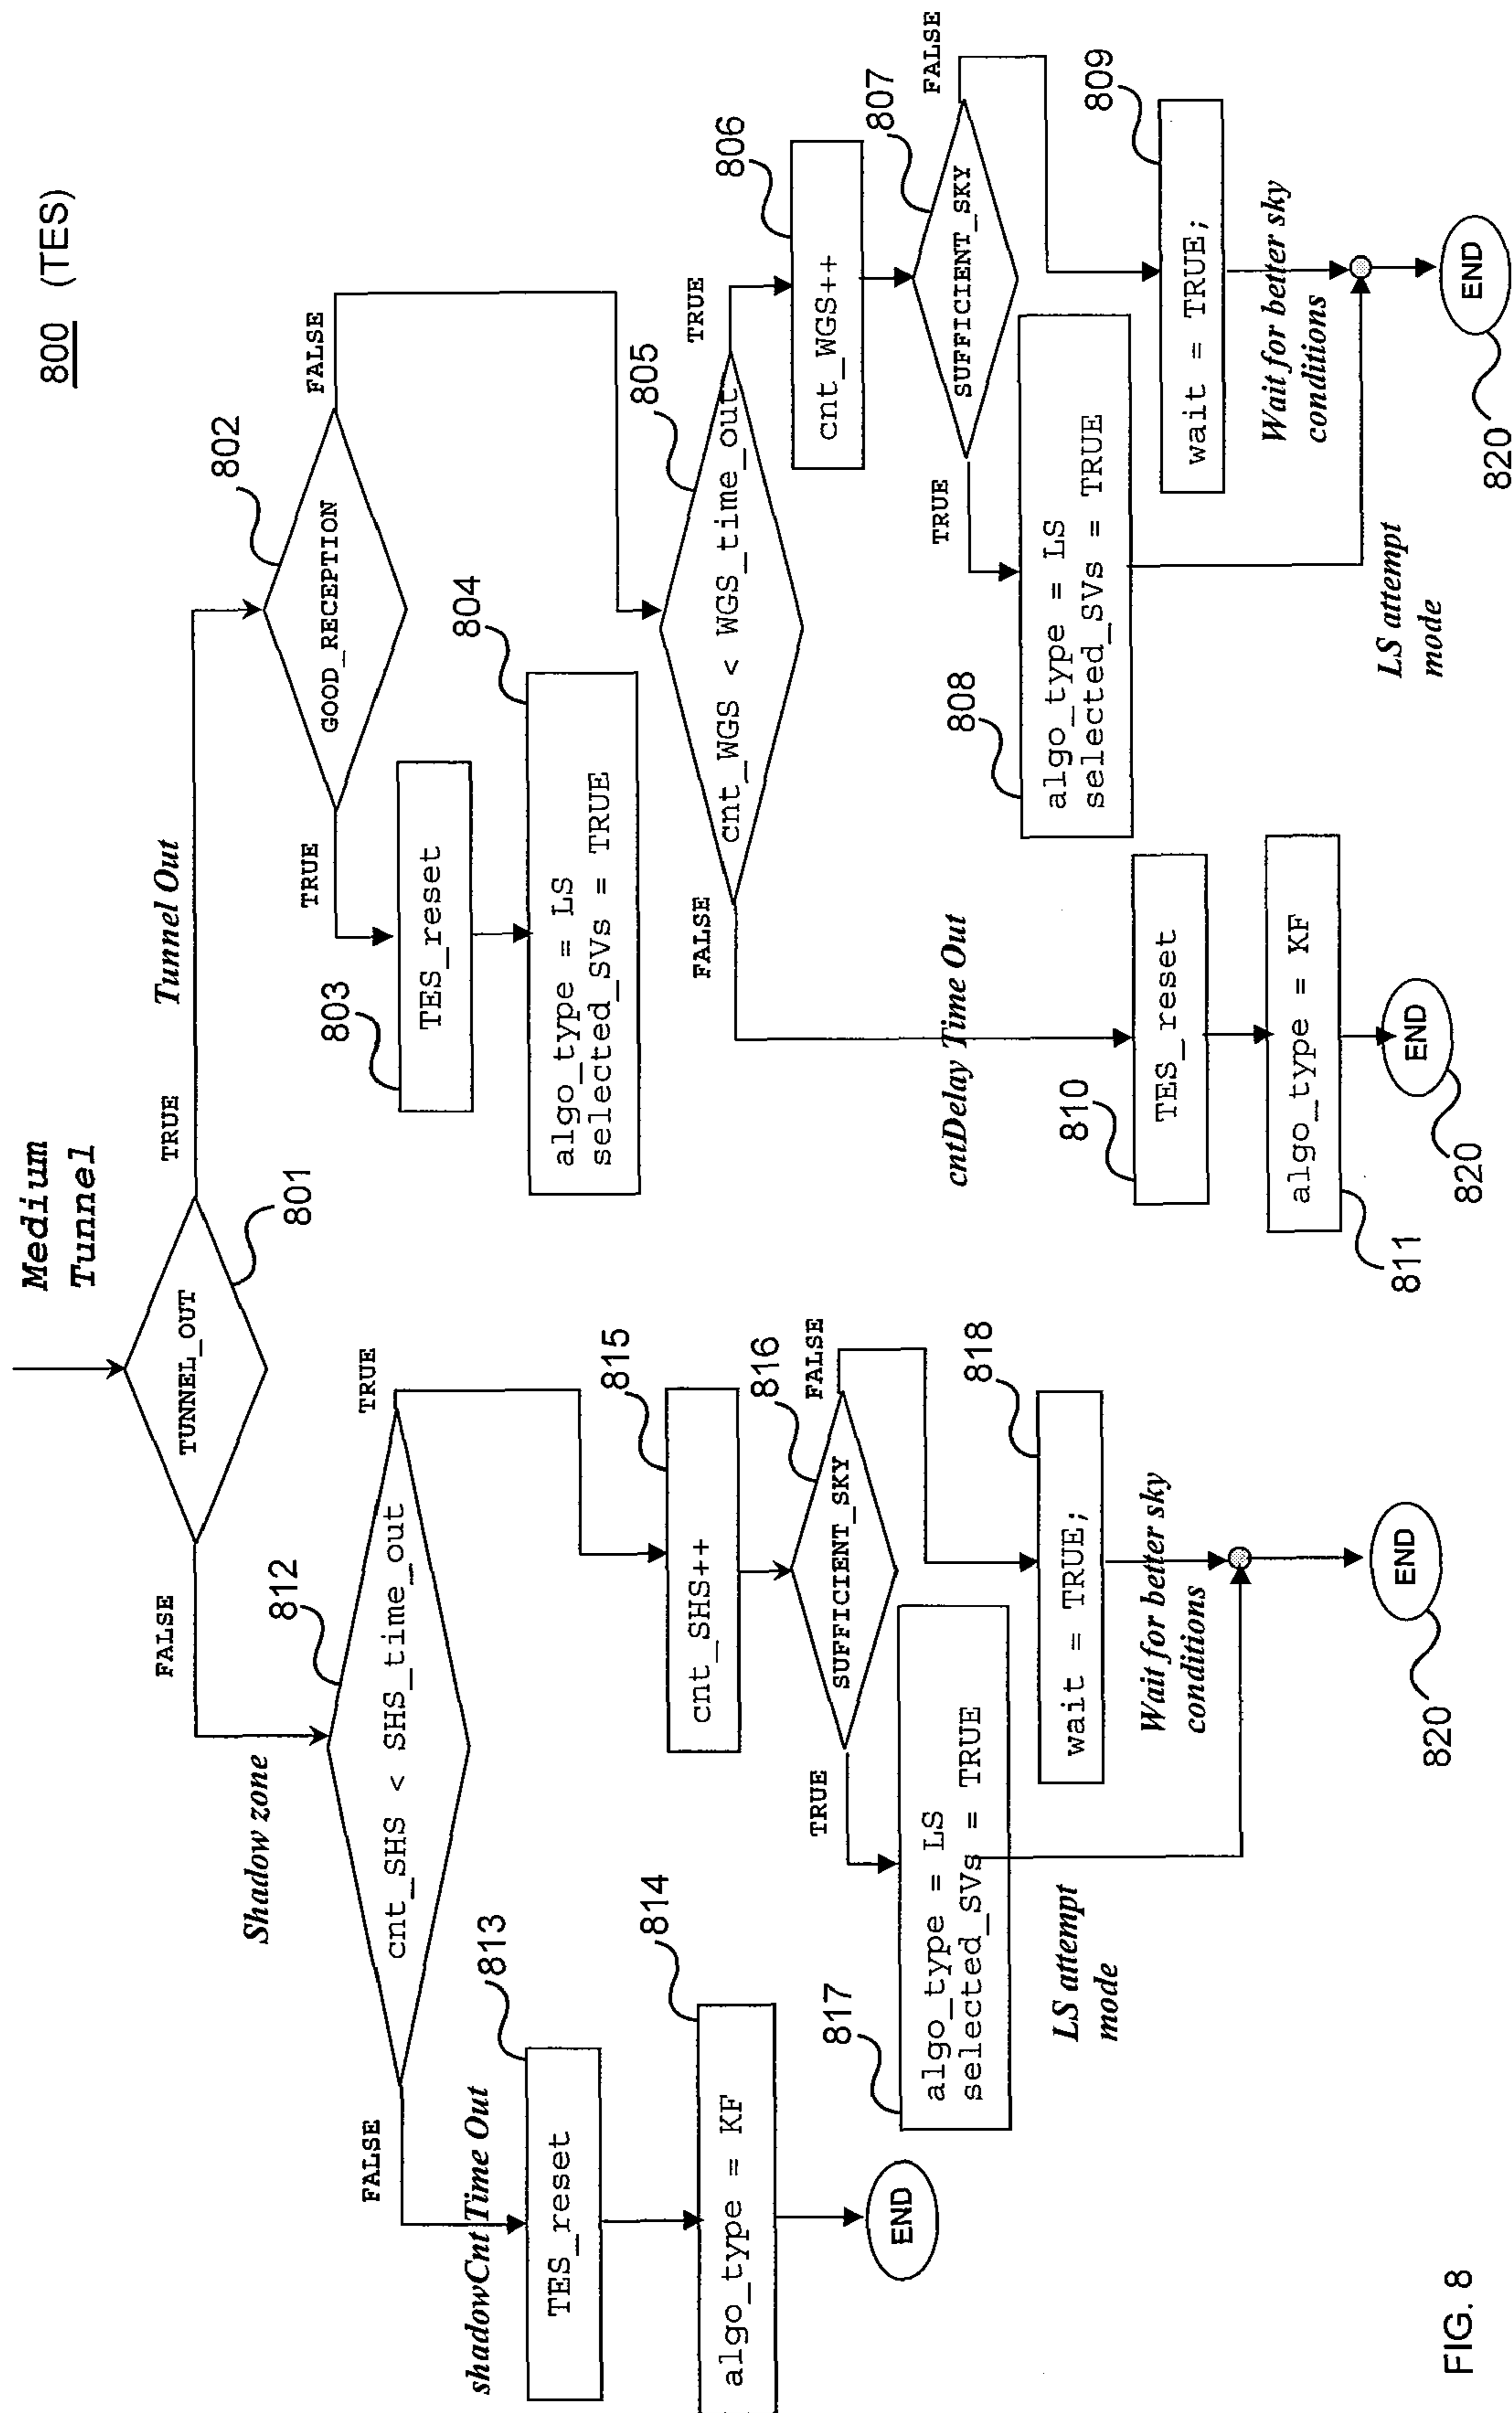 800 (TES)
Medium
Tunnel
TUNNEL_OUT
801
TRUE
Tunnel Out
FALSE
Shadow zone
GOOD_RECEPTION
802
TRUE
FALSE
TES_reset
803
algo_type = LS
selected_SVs = TRUE
804
cnt_WGS < WGS_time_out
805
FALSE
TRUE
cnt_WGS++
806
SUFFICIENT_SKY
807
TRUE
FALSE
algo_type = LS
selected_SVs = TRUE
808
wait = TRUE;
809
Wait for better sky
conditions
LS attempt
mode
END
820
cntDelay Time Out
TES_reset
810
algo_type = KF
811
END
820
cnt_SHS < SHS_time_out
812
FALSE
TRUE
shadowCnt Time Out
TES_reset
813
algo_type = KF
814
END
cnt_SHS++
815
SUFFICIENT_SKY
816
TRUE
FALSE
algo_type = LS
selected_SVs = TRUE
817
wait = TRUE;
818
Wait for better sky
conditions
LS attempt
mode
END
820
FIG. 8